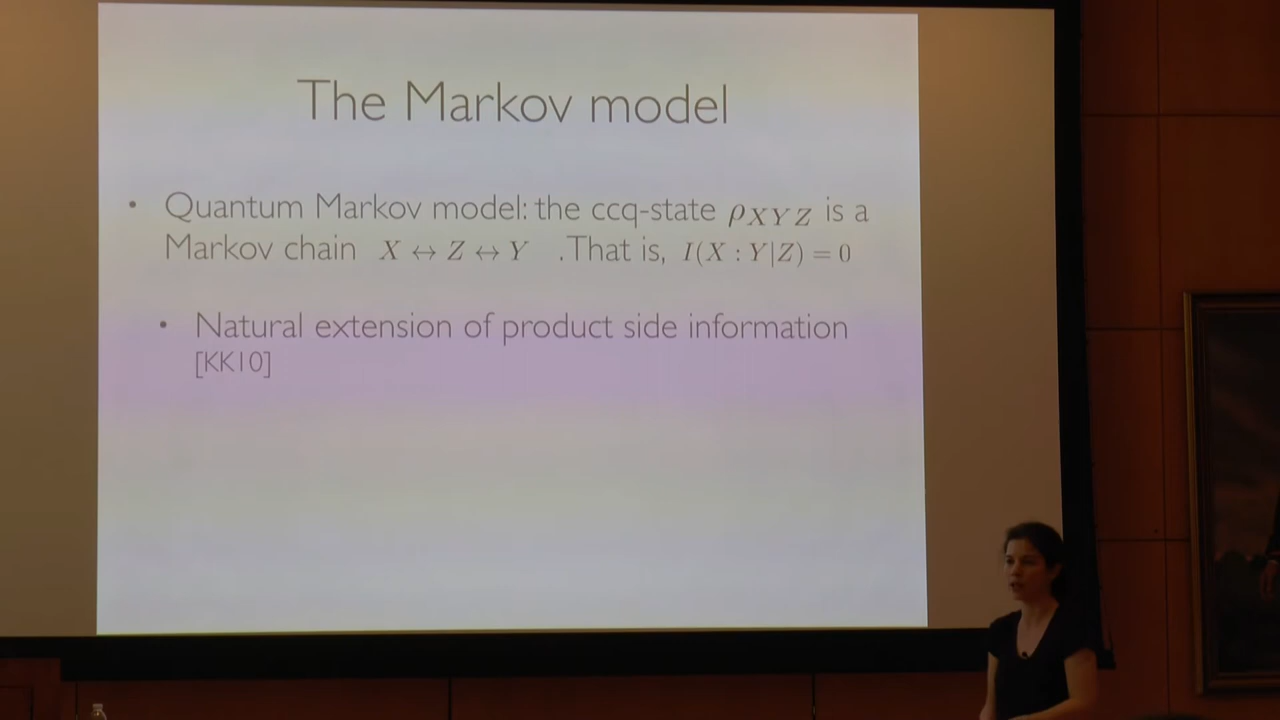 The Markov model
• Quantum Markov model: the ccq-state ρXYZ is a
Markov chain X ↔ Z ↔ Y . That is, I(X : Y|Z) = 0
• Natural extension of product side information
[KK10]